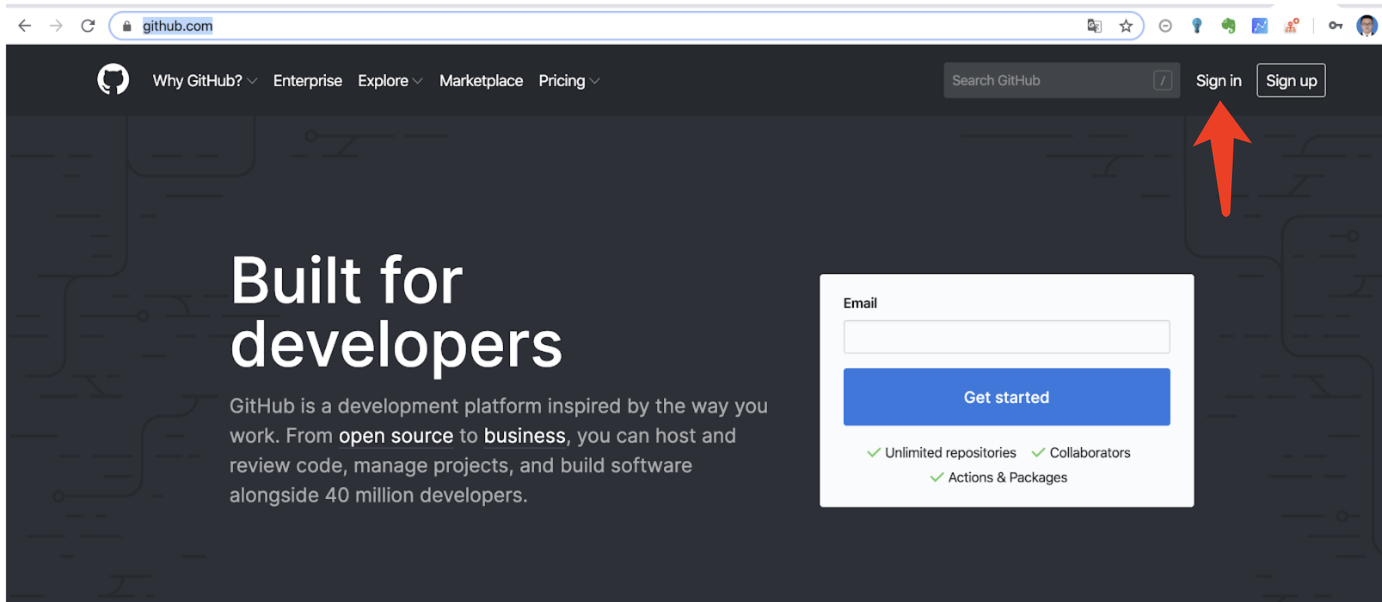 github.com
Why GitHub? Enterprise Explore Marketplace Pricing Search GitHub / Sign in Sign up
Built for
developers
GitHub is a development platform inspired by the way you
work. From open source to business, you can host and
review code, manage projects, and build software
alongside 40 million developers.
Email
Get started
Unlimited repositories Collaborators
Actions & Packages